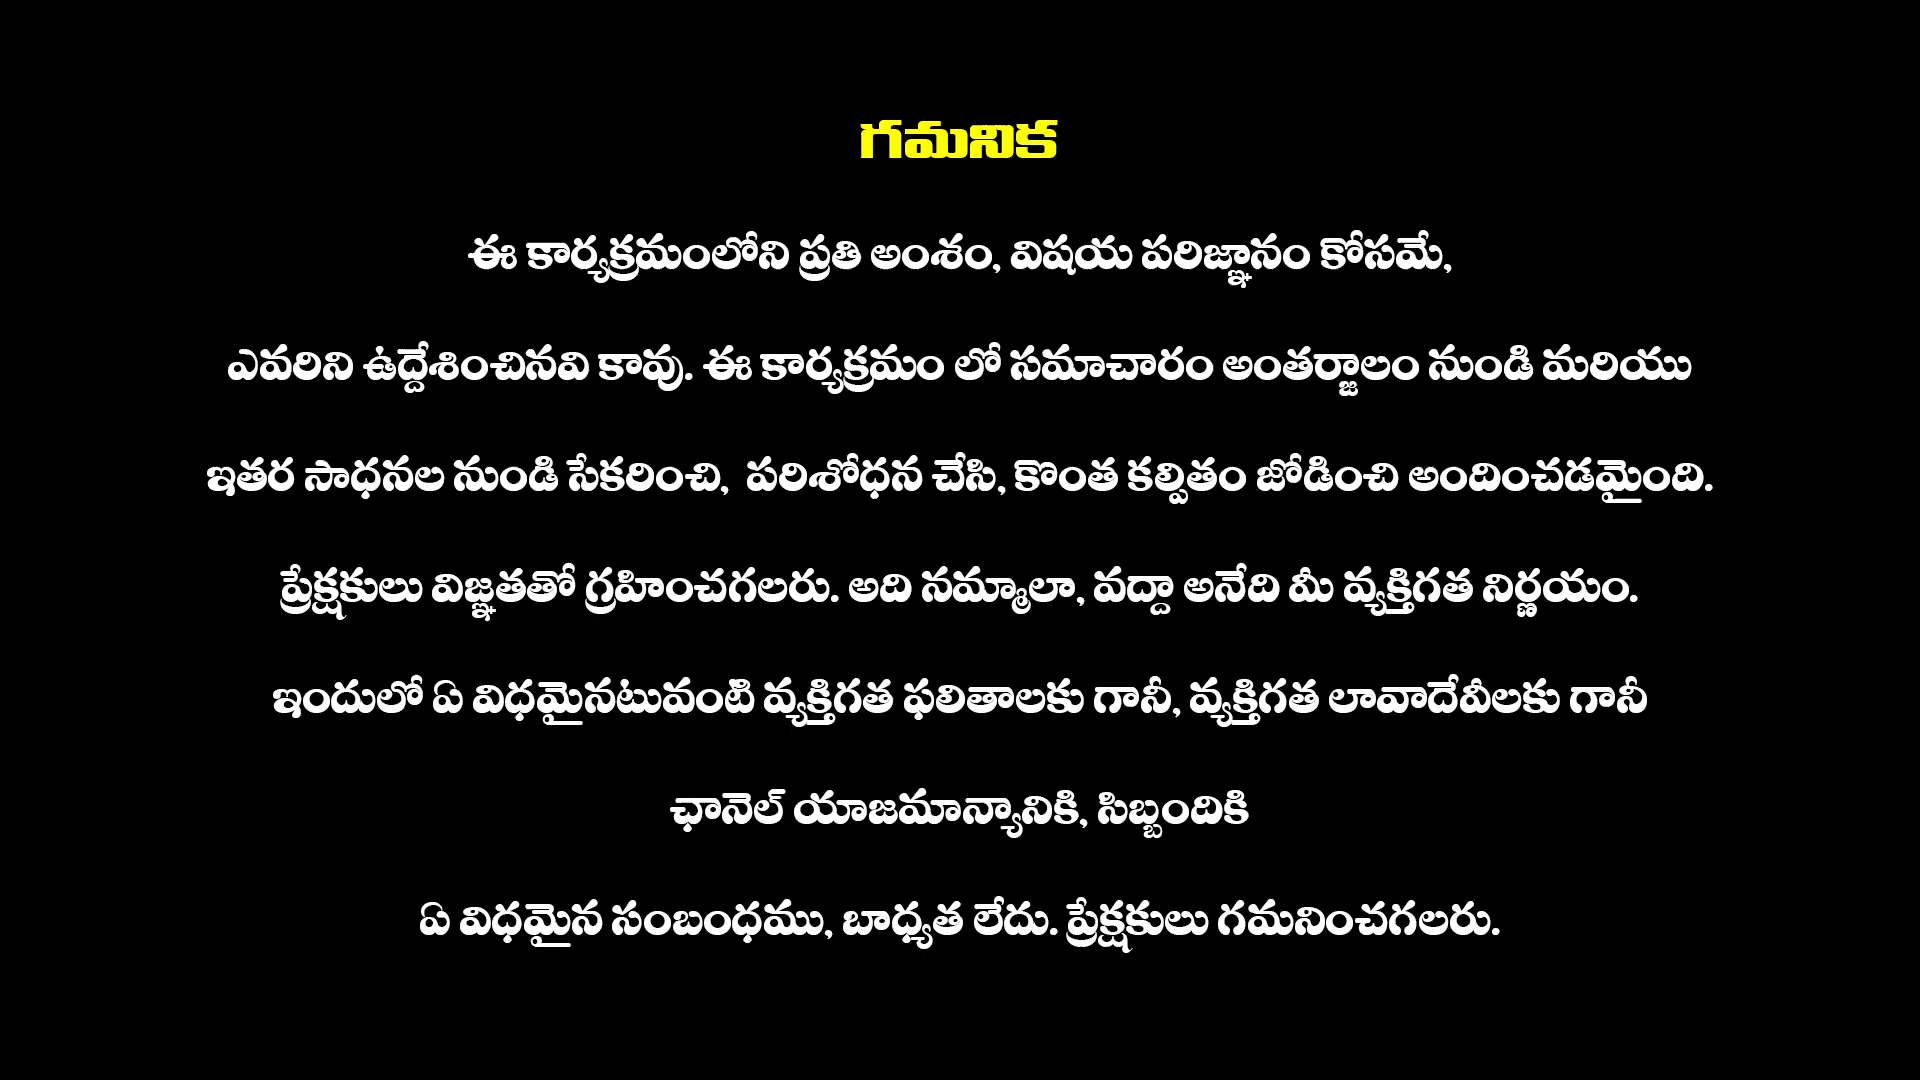 గమనిక
ఈ కార్యక్రమంలోని ప్రతి అంశం, విషయ పరిజ్ఞానం కోసమే,
ఎవరిని ఉద్దేశించినవి కావు. ఈ కార్యక్రమం లో సమాచారం అంతర్జాలం నుండి మరియు
ఇతర సాధనల నుండి సేకరించి, పరిశోధన చేసి, కొంత కల్పితం జోడించి అందించడమైంది.
ప్రేక్షకులు విజ్ఞతతో గ్రహించగలరు. అది నమ్మాలా, వద్దా అనేది మీ వ్యక్తిగత నిర్ణయం.
ఇందులో ఏ విధమైనటువంటి వ్యక్తిగత ఫలితాలకు గానీ, వ్యక్తిగత లావాదేవీలకు గానీ
ఛానెల్ యాజమాన్యానికి, సిబ్బందికి
ఏ విధమైన సంబంధము, బాధ్యత లేదు. ప్రేక్షకులు గమనించగలరు.